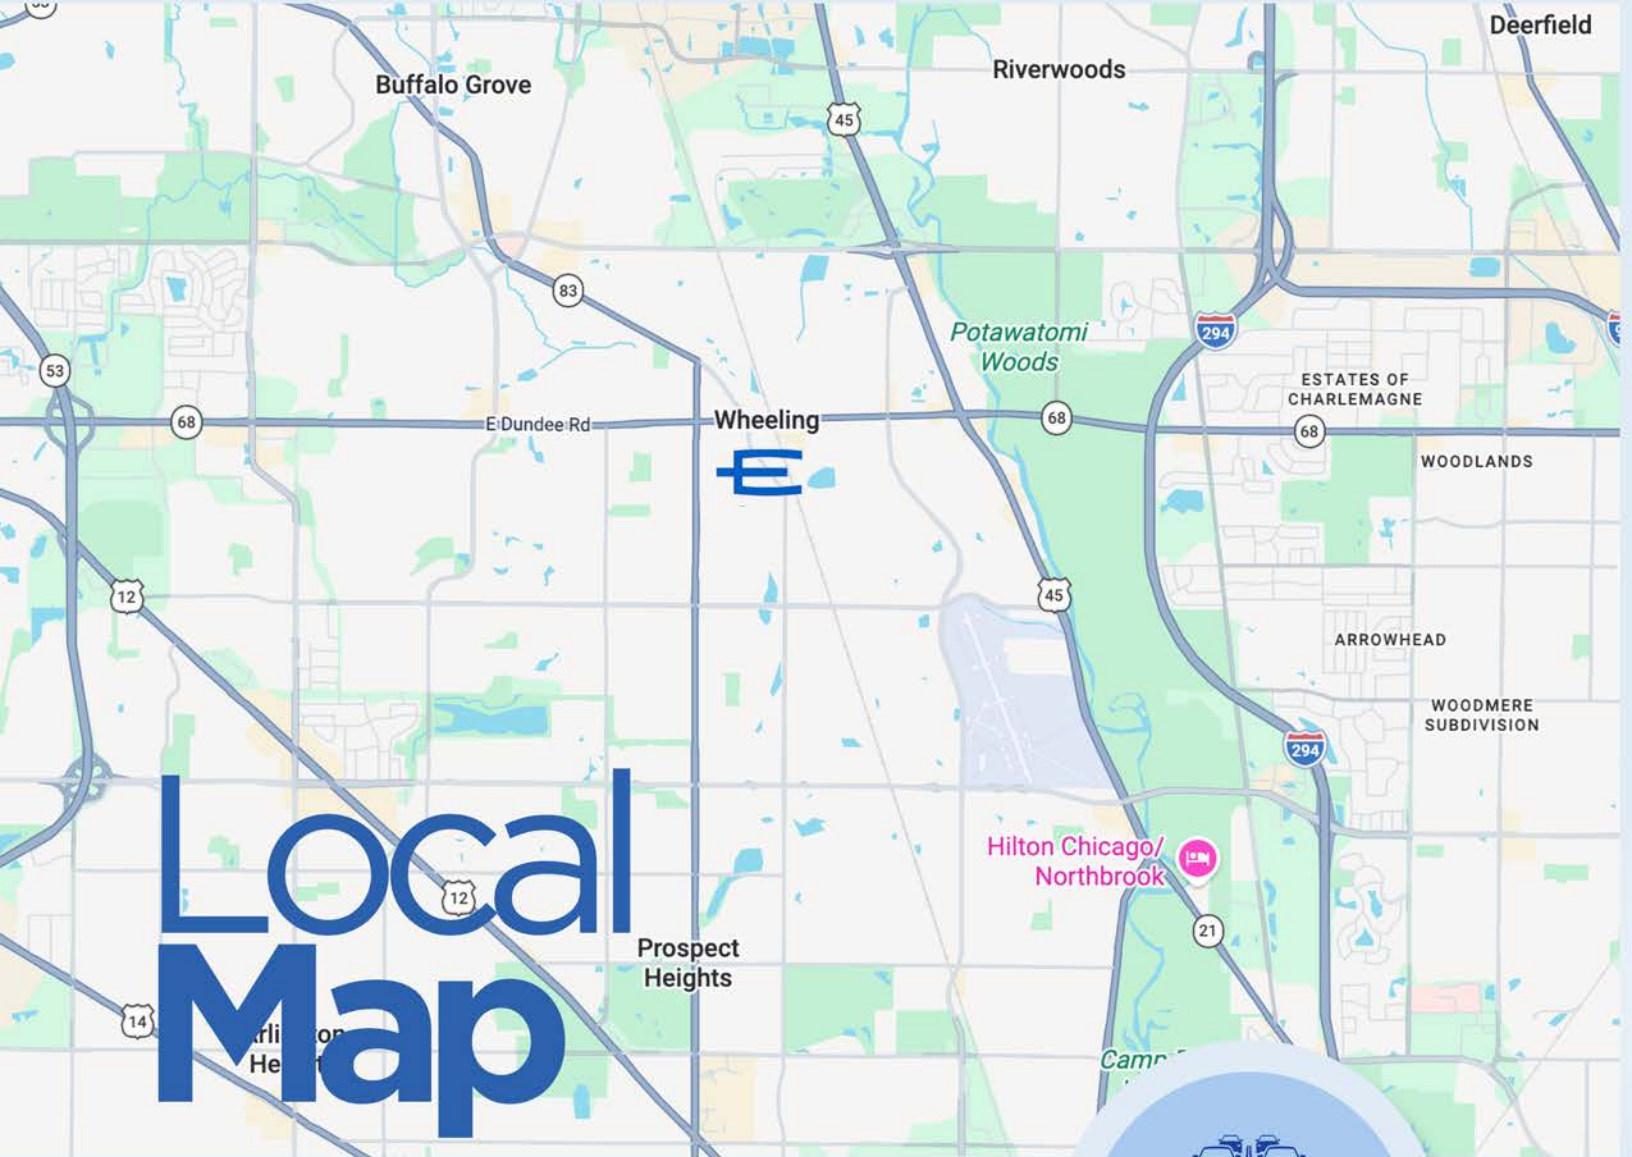 Deerfield
Riverwoods
Buffalo Grove
45
83
294
Potawatomi
Woods
53
ESTATES OF
CHARLEMAGNE
68
E Dundee Rd
Wheeling
68
68
WOODLANDS
12
45
ARROWHEAD
WOODMERE
SUBDIVISION
294
Local
Map
Hilton Chicago/
Northbrook
12
21
Prospect
Heights
14
Camp